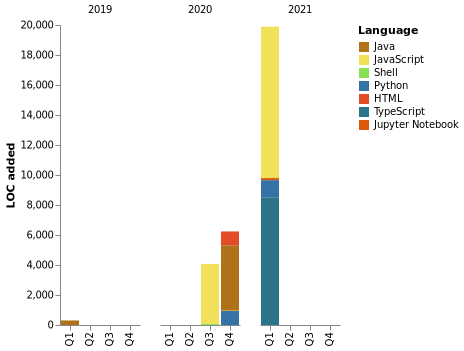 2019 2020 2021
Language
Java
JavaScript
Shell
Python
HTML
TypeScript
Jupyter Notebook
LOC added
20,000
18,000
16,000
14,000
12,000
10,000
8,000
6,000
4,000
2,000
0
Q1 Q2 Q3 Q4 Q1 Q2 Q3 Q4 Q1 Q2 Q3 Q4